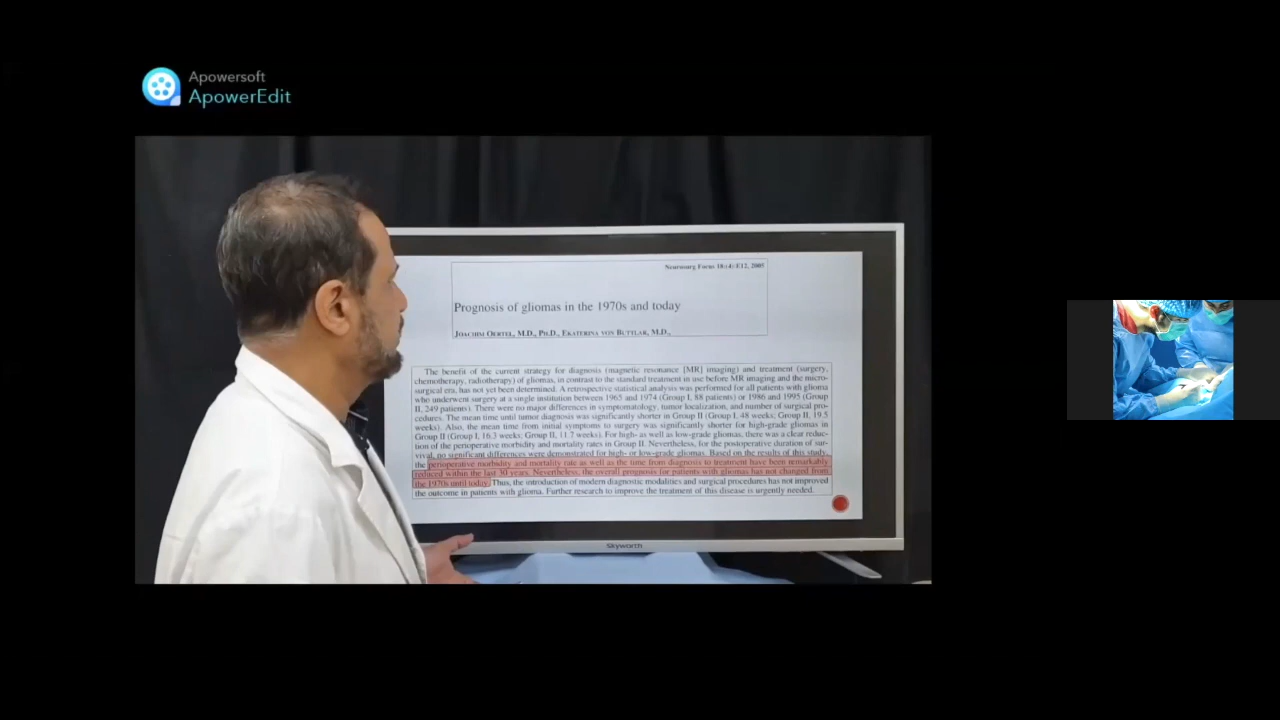 Apowersoft
ApowerEdit
Neurosurg Focus 18 (4):E12, 2005
Prognosis of gliomas in the 1970s and today
JOACHIM OERTEL, M.D., PH.D., EKATERINA VON BUTTLAR, M.D.,
The benefit of the current strategy for diagnosis (magnetic resonance [MR] imaging) and treatment (surgery,
chemotherapy, radiotherapy) of gliomas, in contrast to the standard treatment in use before MR imaging and the micro-
surgical era, has not yet been determined. A retrospective statistical analysis was performed for all patients with glioma
who underwent surgery at a single institution between 1965 and 1974 (Group I, 88 patients) or 1986 and 1995 (Group
II, 249 patients). There were no major differences in symptomatology, tumor localization, and number of surgical pro-
cedures. The mean time until tumor diagnosis was significantly shorter in Group II (Group I, 48 weeks; Group II, 19.5
weeks). Also, the mean time from initial symptoms to surgery was significantly shorter for high-grade gliomas in
Group II (Group I, 16.3 weeks; Group II, 11.7 weeks). For high- as well as low-grade gliomas, there was a clear reduc-
tion of the perioperative morbidity and mortality rates in Group II. Nevertheless, for the postoperative duration of sur-
vival, no significant differences were demonstrated for high- or low-grade gliomas. Based on the results of this study,
the perioperative morbidity and mortality rate as well as the time from diagnosis to treatment have been remarkably
reduced within the last 30 years. Nevertheless, the overall prognosis for patients with gliomas has not changed from
the 1970s until today. Thus, the introduction of modern diagnostic modalities and surgical procedures has not improved
the outcome in patients with glioma. Further research to improve the treatment of this disease is urgently needed.
Skyworth